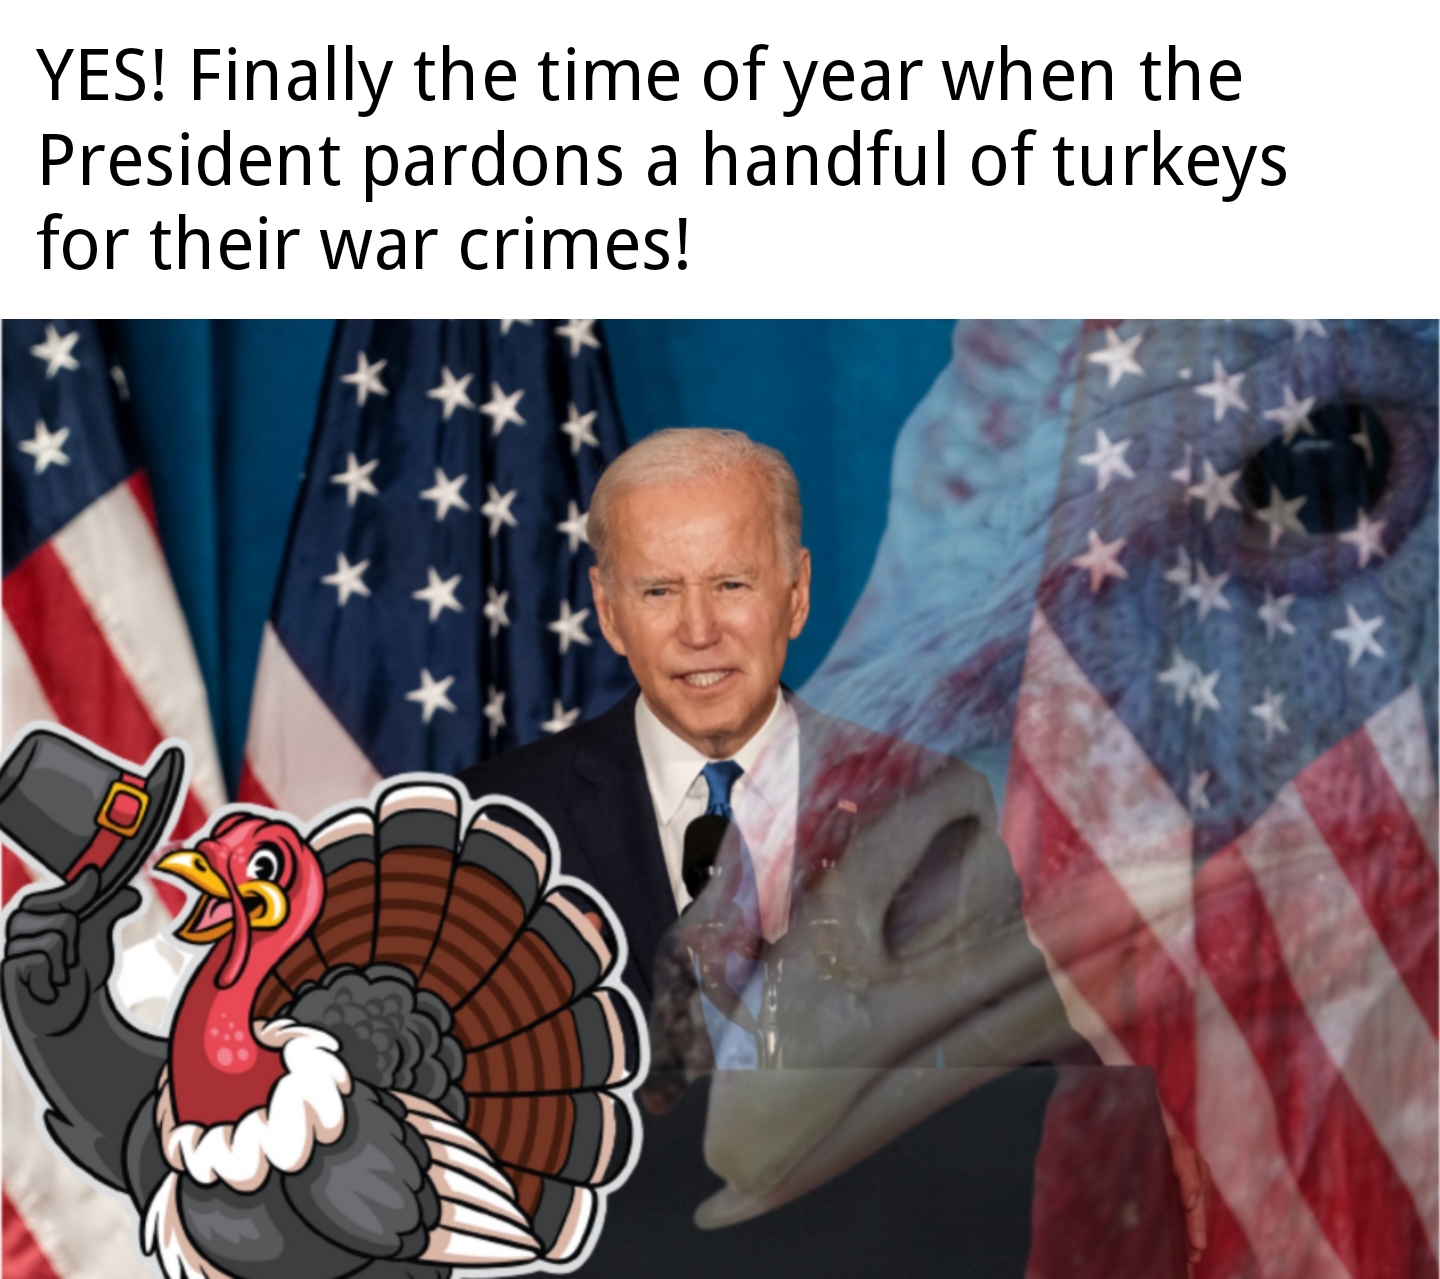 YES! Finally the time of year when the
President pardons a handful of turkeys
for their war crimes!